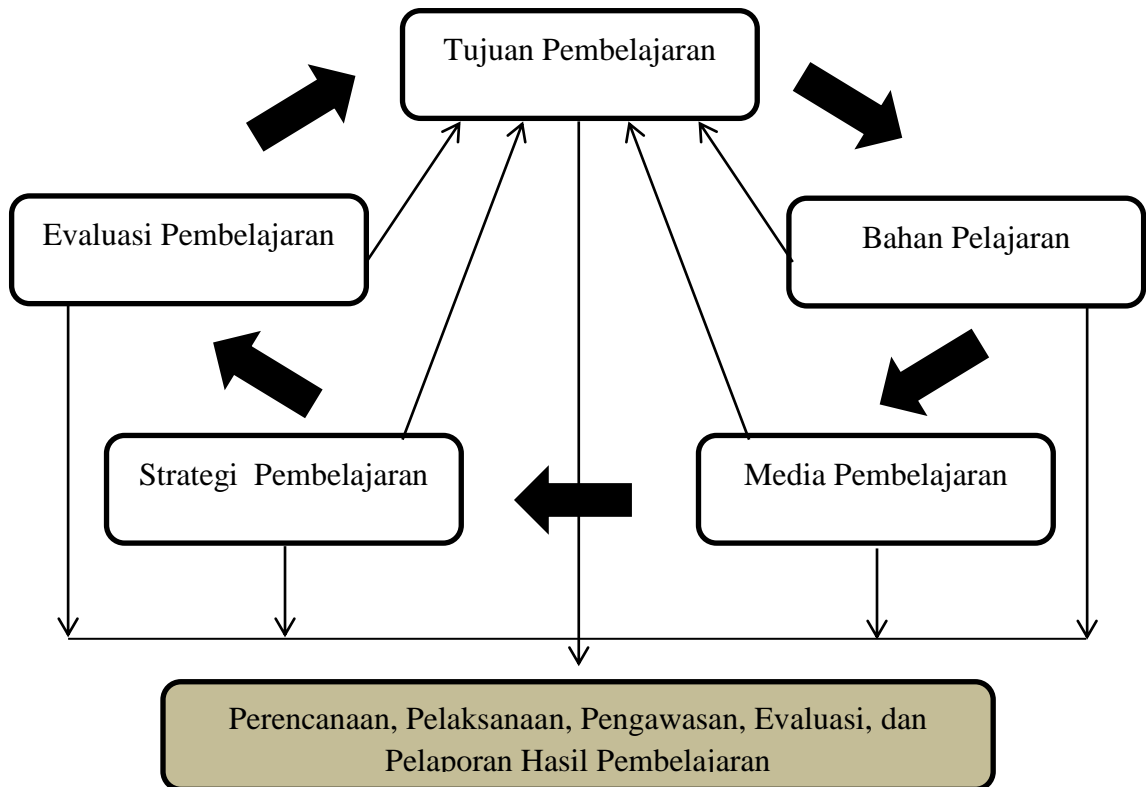 Tujuan Pembelajaran
Evaluasi Pembelajaran
Bahan Pelajaran
Strategi Pembelajaran
Media Pembelajaran
Perencanaan, Pelaksanaan, Pengawasan, Evaluasi, dan
Pelaporan Hasil Pembelajaran